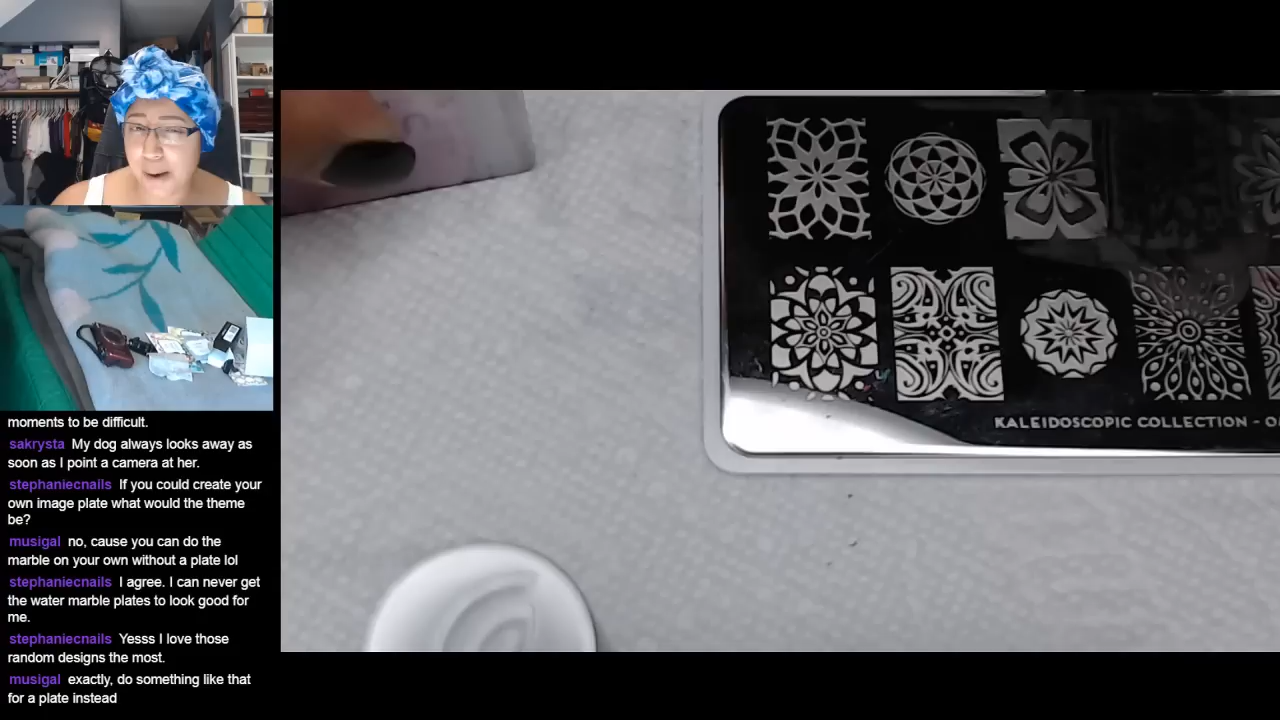 moments to be difficult.
sakrysta My dog always looks away as
soon as I point a camera at her.
stephaniecnails If you could create your
own image plate what would the theme
be?
musigal no, cause you can do the
marble on your own without a plate lol
stephaniecnails I agree. I can never get
the water marble plates to look good for
me.
stephaniecnails Yesss I love those
random designs the most.
musigal exactly, do something like that
for a plate instead
KALEIDOSCOPIC COLLECTION -